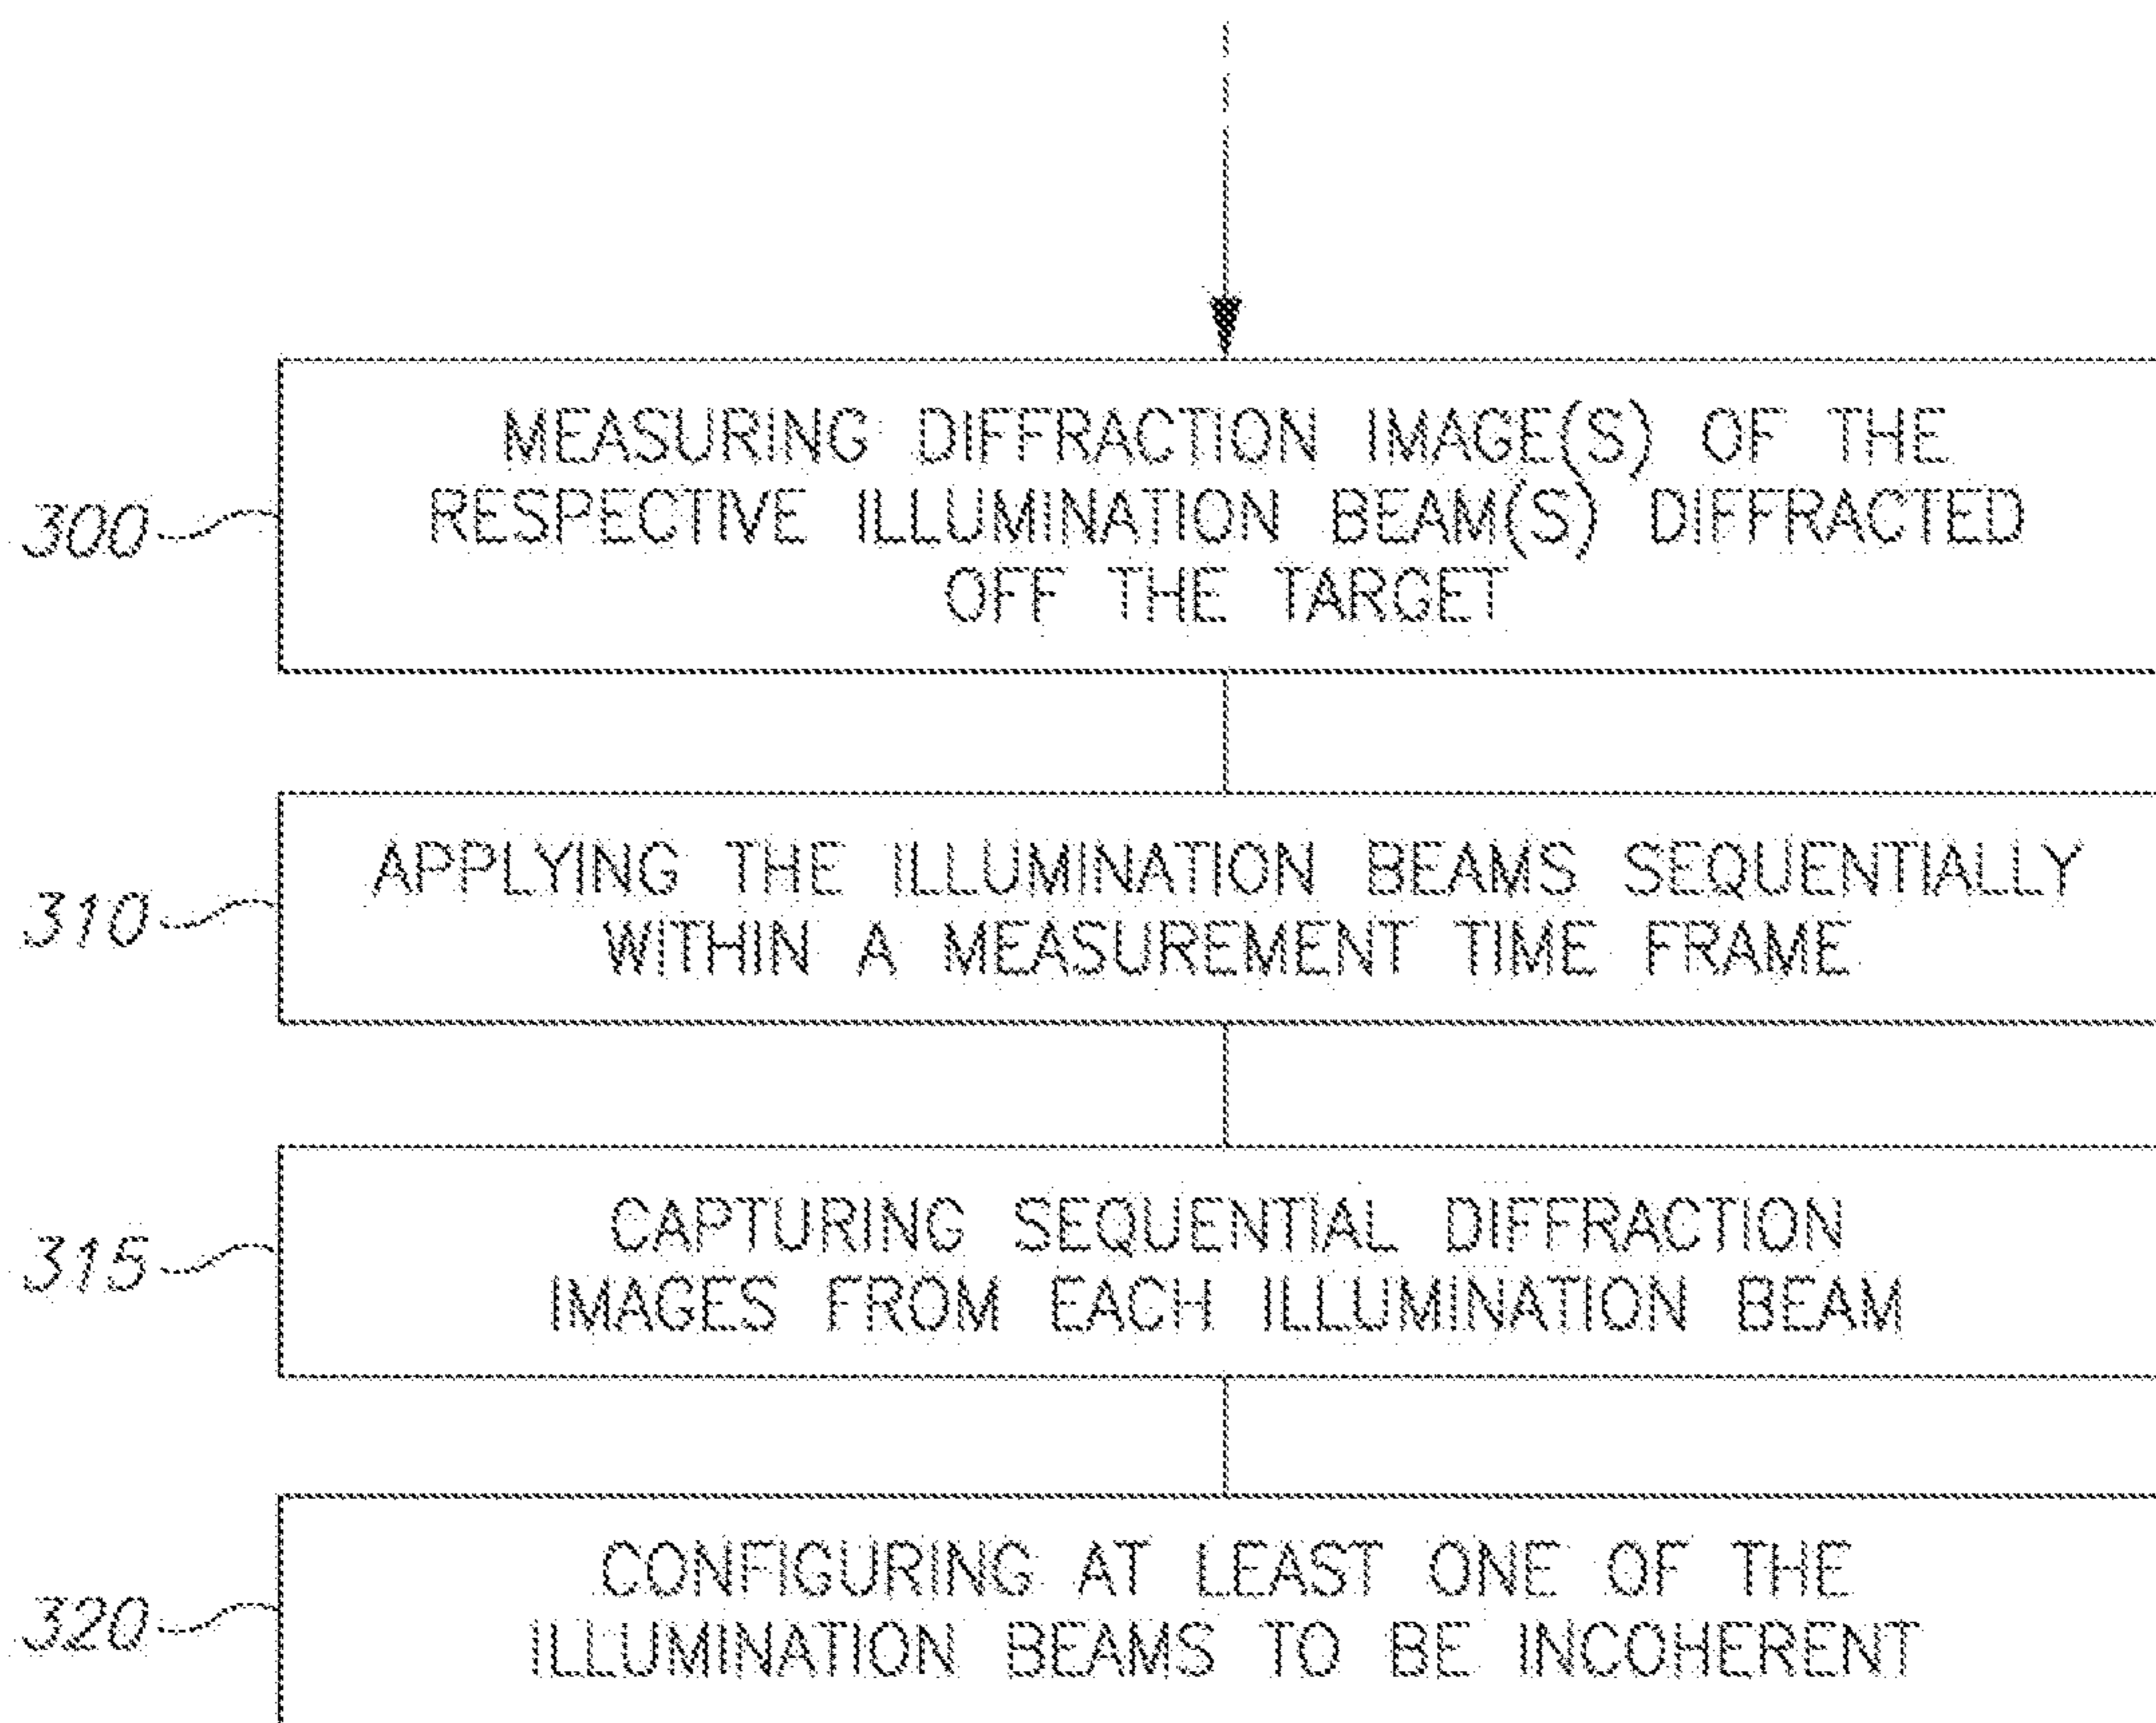 MEASURING DIFFRACTION IMAGE(S) OF THE
300
RESPECTIVE ILLUMINATION BEAM(S) DIFFRACTED
OFF THE TARGET
APPLYING THE ILLUMINATION BEAMS SEQUENTIALLY
310
WITHIN A MEASUREMENT TIME FRAME
CAPTURING SEQUENTIAL DIFFRACTION
315
IMAGES FROM EACH ILLUMINATION BEAM
CONFIGURING AT LEAST ONE OF THE
320
ILLUMINATION BEAMS TO BE INCOHERENT